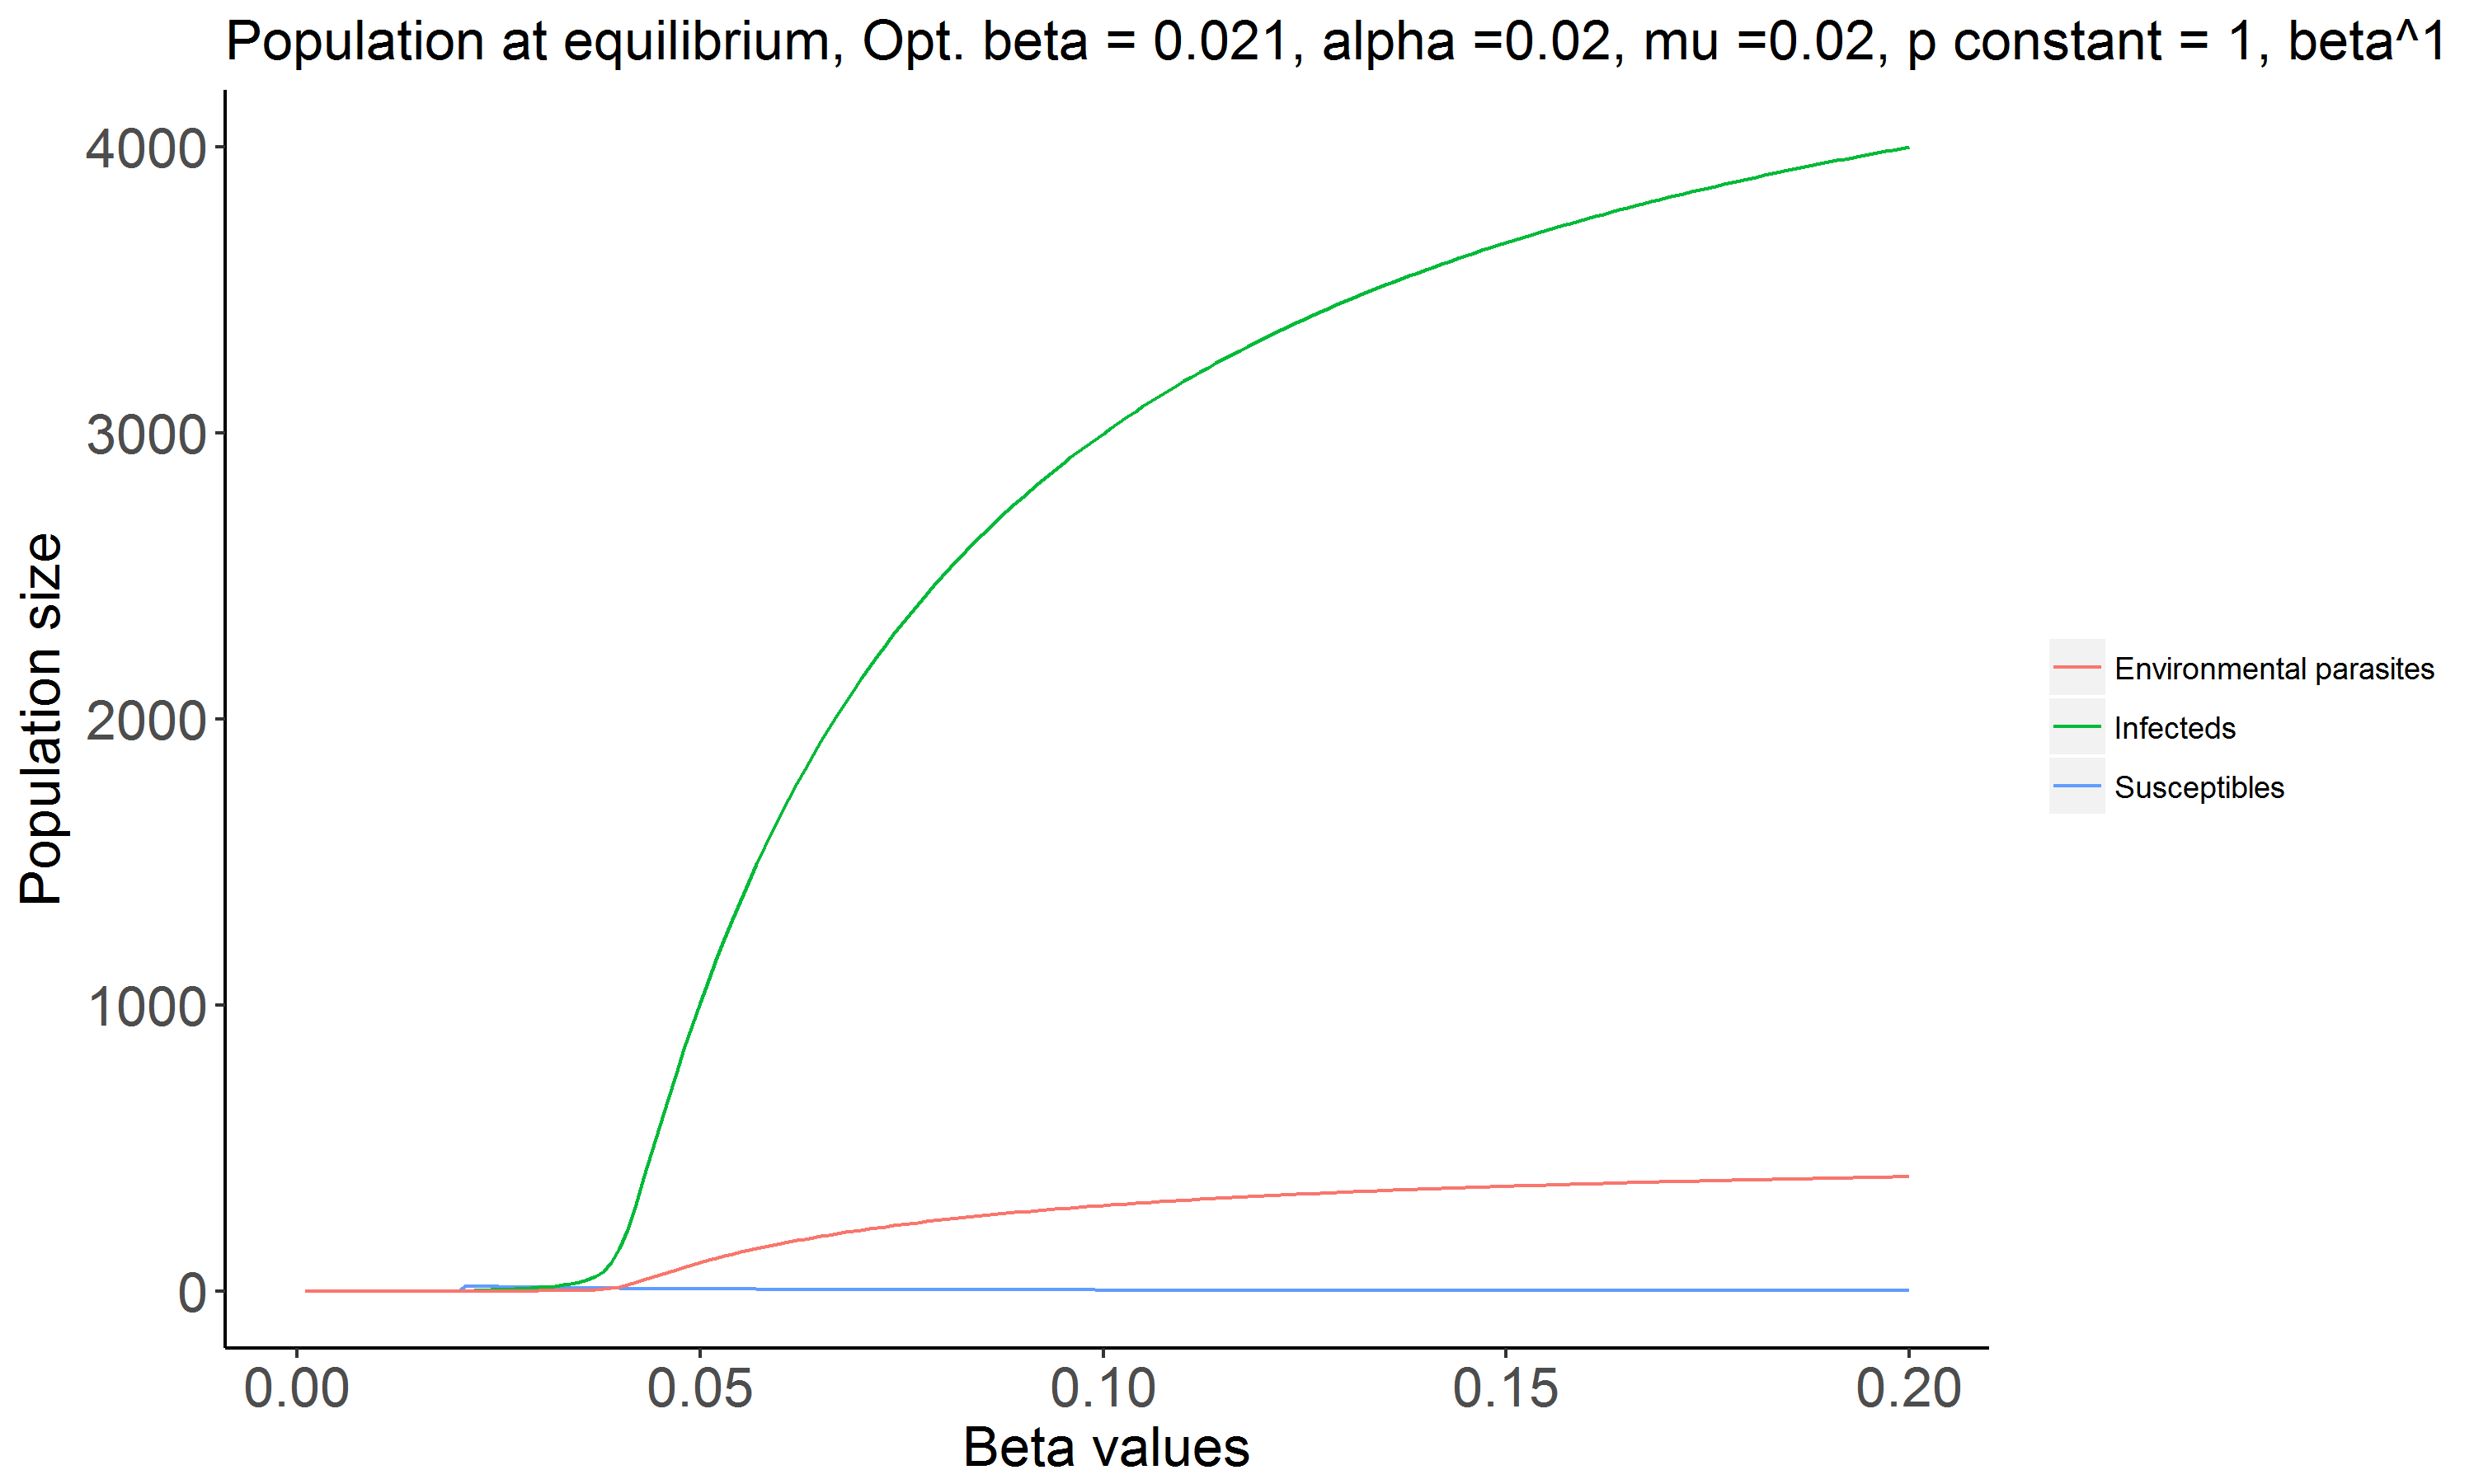 Population at equilibrium, Opt. beta = 0.021, alpha =0.02, mu =0.02, p constant = 1, beta^1
Population size
4000
3000
2000
1000
0
0.00
0.05
0.10
0.15
0.20
Beta values
Environmental parasites
Infecteds
Susceptibles